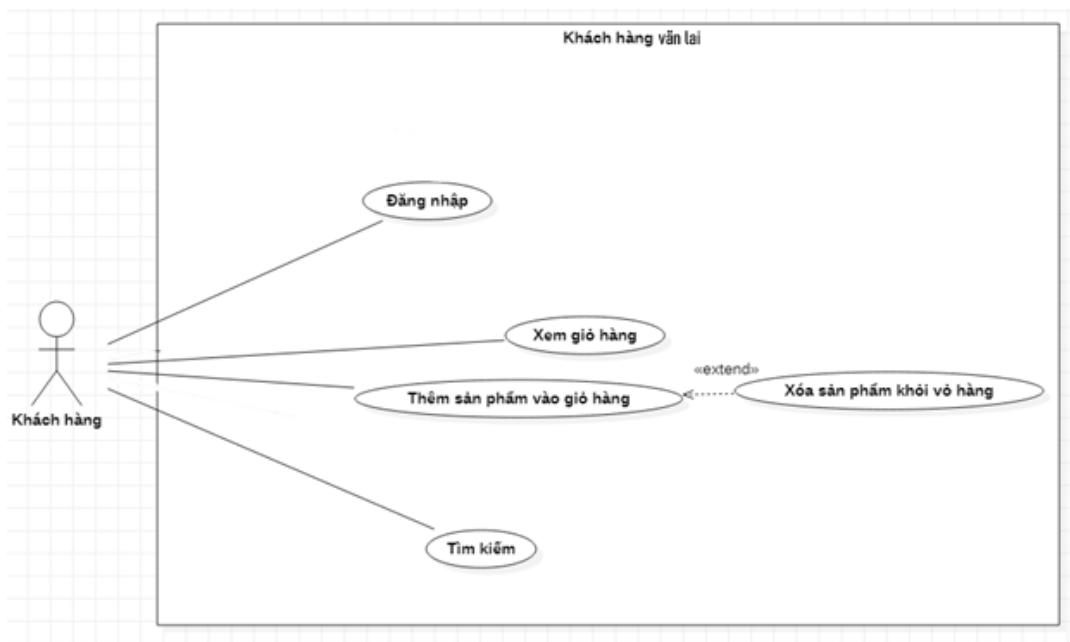 Khách hàng vãn lai
Đăng nhập
Xem giỏ hàng
«extend»
Thêm sản phẩm vào giỏ hàng
Xóa sản phẩm khỏi vỏ hàng
Khách hàng
Tìm kiếm